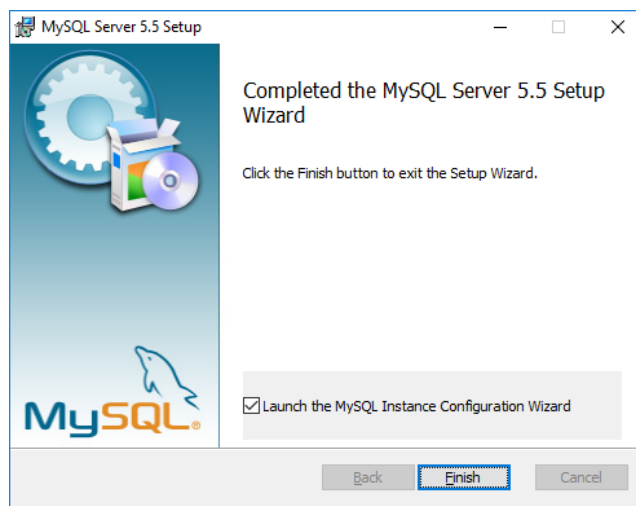 MySQL Server 5.5 Setup
Completed the MySQL Server 5.5 Setup
Wizard
Click the Finish button to exit the Setup Wizard.
MySQL®
Launch the MySQL Instance Configuration Wizard
Back
Finish
Cancel